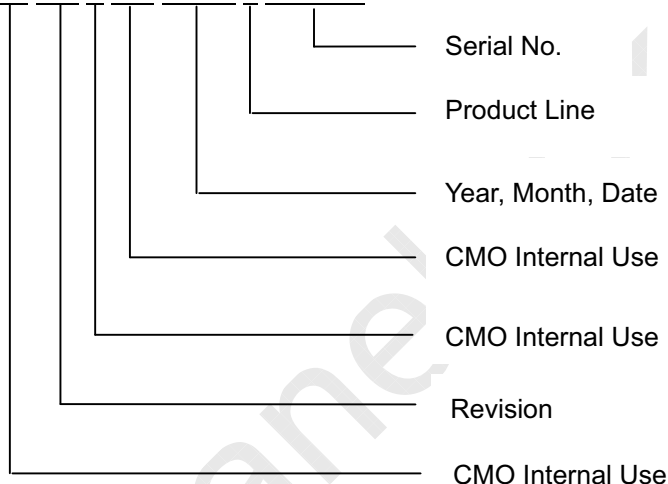 Serial No.
Product Line
Year, Month, Date
CMO Internal Use
CMO Internal Use
Revision
CMO Internal Use